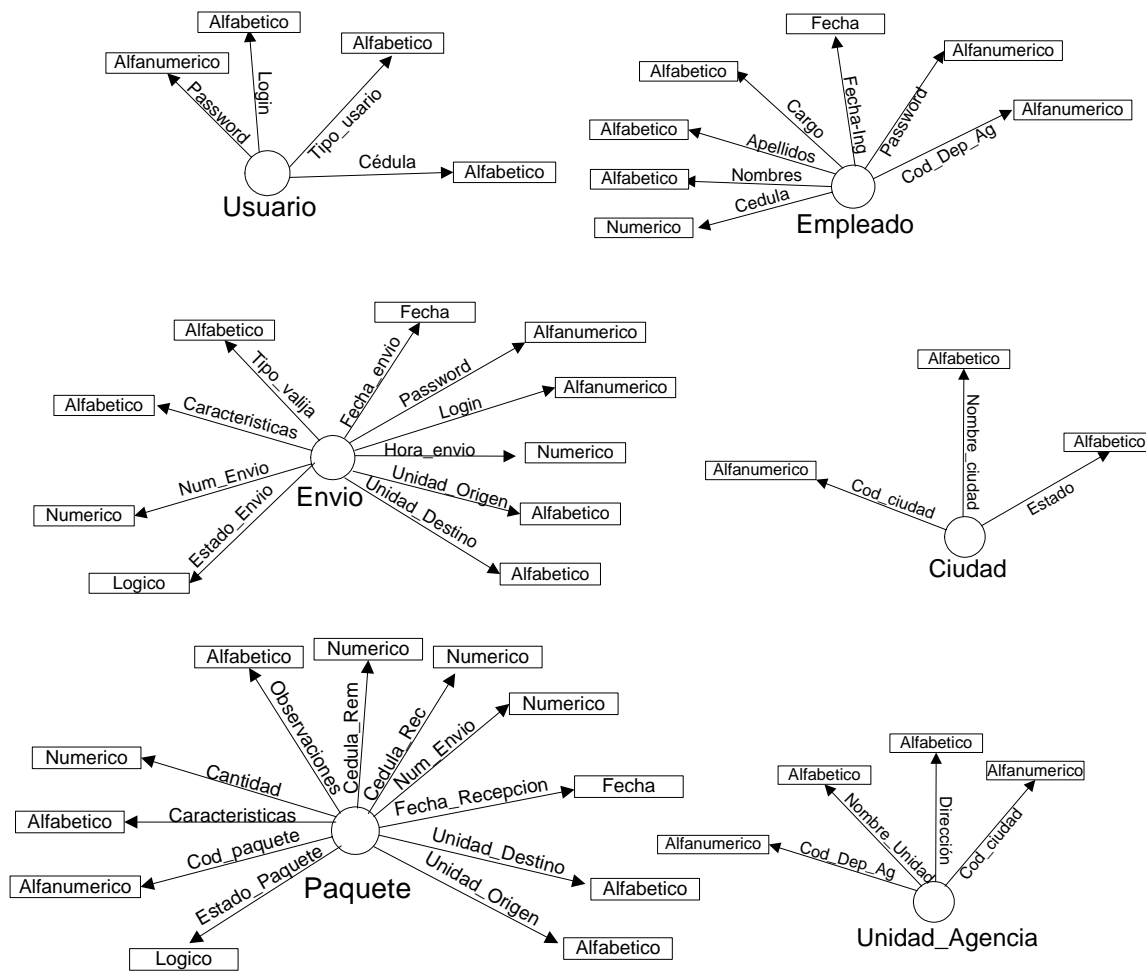 Alfabetico
Alfanumerico
Alfabetico
Password
Login
Tipo_usario
Cédula
Alfabetico
Usuario
Fecha
Alfabetico
Alfanumerico
Alfabetico
Alfanumerico
Alfabetico
Numerico
Cargo
Fecha-Ing
Password
Apellidos
Cod_Dep_Ag
Nombres
Cedula
Empleado
Alfabetico
Fecha
Alfanumerico
Alfabetico
Alfanumerico
Tipo_valija
Fecha_envio
Password
Caracteristicas
Login
Hora_envio
Numerico
Num_Envio
Unidad_Origen
Numerico
Estado_Envio
Unidad_Destino
Alfabetico
Logico
Alfabetico
Envio
Alfabetico
Alfabetico
Alfanumerico
Nombre_ciudad
Cod_ciudad
Estado
Ciudad
Alfabetico
Numerico
Numerico
Numerico
Numerico
Observaciones
Cedula_Rem
Cedula_Rec
Num_Envio
Cantidad
Fecha_Recepcion
Fecha
Alfabetico
Caracteristicas
Cod_paquete
Unidad_Destino
Alfanumerico
Estado_Paquete
Unidad_Origen
Alfabetico
Logico
Alfabetico
Paquete
Alfabetico
Alfabetico
Alfanumerico
Alfanumerico
Cod_Dep_Ag
Nombre_Unidad
Dirección
Cod_ciudad
Unidad_Agencia